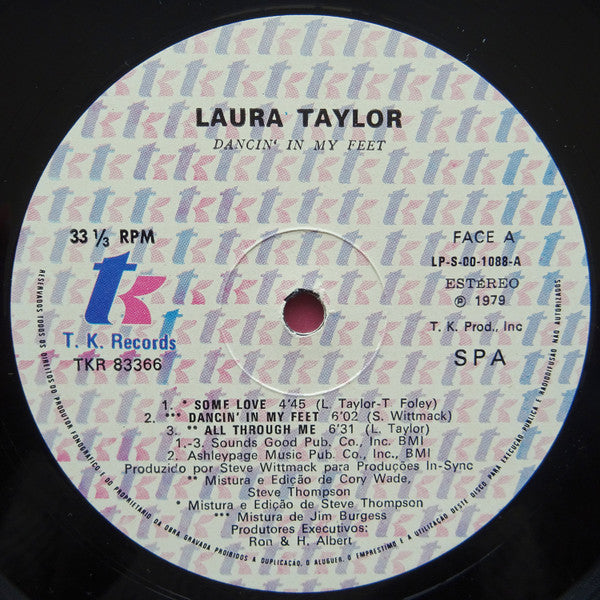 LAURA TAYLOR
DANCIN' IN MY FEET
33 1/3 RPM
FACE A
LP-S-00-1088-A
ESTÉREO
℗ 1979
tk
T. K. Records
TKR 83366
T. K. Prod., Inc
SPA
1. * SOME LOVE 4'45 (L. Taylor-T Foley)
2. *** DANCIN' IN MY FEET 6'02 (S. Wittmack)
3. ** ALL THROUGH ME 6'31 (L. Taylor)
1.-3. Sounds Good Pub. Co., Inc. BMI
2. Ashleypage Music Pub. Co., Inc., BMI
Produzido por Steve Wittmack para Produções In-Sync
** Mistura e Edição de Cory Wade,
Steve Thompson
* Mistura e Edição de Steve Thompson
*** Mistura de Jim Burgess
Produtores Executivos:
Ron & H. Albert
RESERVADOS TODOS OS DIREITOS DO PRODUTOR FONOGRÁFICO E DO PROPRIETÁRIO DA OBRA GRAVADA PROIBIDOS A DUPLICAÇÃO, O ALUGUER, O EMPRÉSTIMO E A UTILIZAÇÃO DESTE DISCO PARA EXECUÇÃO PÚBLICA E RADIODIFUSÃO NÃO AUTORIZADOS